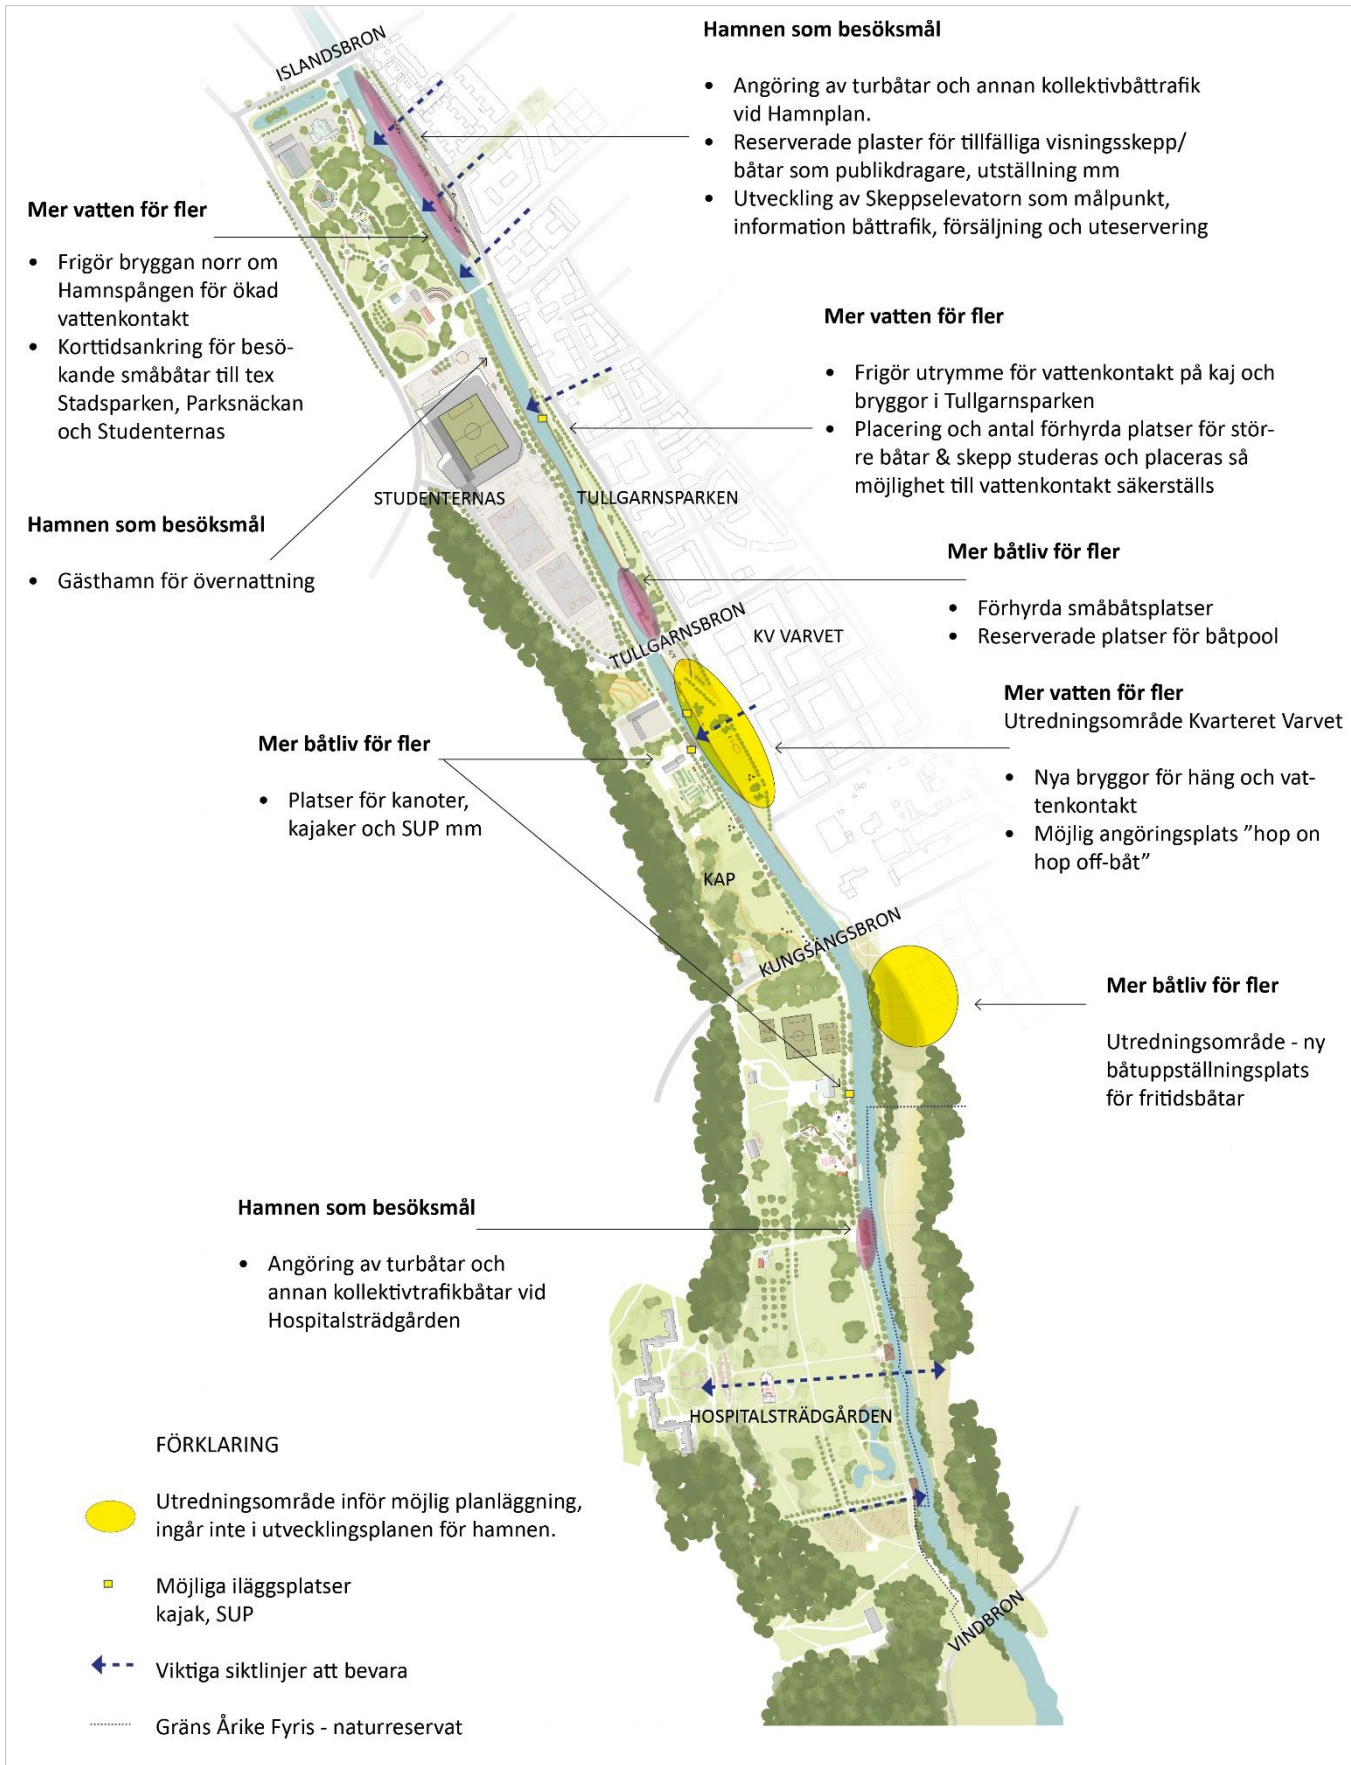 ISLANDSBRON
Hamnen som besöksmål
• Angöring av turbåtar och annan kollektivbåttrafik
vid Hamnplan.
• Reserverade plaster för tillfälliga visningsskepp/
båtar som publikdragare, utställning mm
• Utveckling av Skeppselevatorn som målpunkt,
information båttrafik, försäljning och uteservering
Mer vatten för fler
• Frigör bryggan norr om
Hamnspången för ökad
vattenkontakt
• Korttidsankring för besö-
kande småbåtar till tex
Stadsparken, Parksnäckan
och Studenternas
Mer vatten för fler
• Frigör utrymme för vattenkontakt på kaj och
bryggor i Tullgarnsparken
• Placering och antal förhyrda platser för stör-
re båtar & skepp studeras och placeras så
möjlighet till vattenkontakt säkerställs
STUDENTERNAS
TULLGARNSPARKEN
Hamnen som besöksmål
• Gästhamn för övernattning
Mer båtliv för fler
• Förhyrda småbåtsplatser
• Reserverade platser för båtpool
TULLGARNSBRON
KV VARVET
Mer vatten för fler
Utredningsområde Kvarteret Varvet
• Nya bryggor för häng och vat-
tenkontakt
• Möjlig angöringsplats ”hop on
hop off-båt”
Mer båtliv för fler
• Platser för kanoter,
kajaker och SUP mm
KAP
KUNGSÄNGSBRON
Mer båtliv för fler
Utredningsområde - ny
båtuppställningsplats
för fritidsbåtar
Hamnen som besöksmål
• Angöring av turbåtar och
annan kollektivtrafikbåtar vid
Hospitalsträdgården
HOSPITALSTRÄDGÅRDEN
VINDBRON
FÖRKLARING
Utredningsområde inför möjlig planläggning,
ingår inte i utvecklingsplanen för hamnen.
Möjliga iläggsplatser
kajak, SUP
Viktiga siktlinjer att bevara
Gräns Årike Fyris - naturreservat